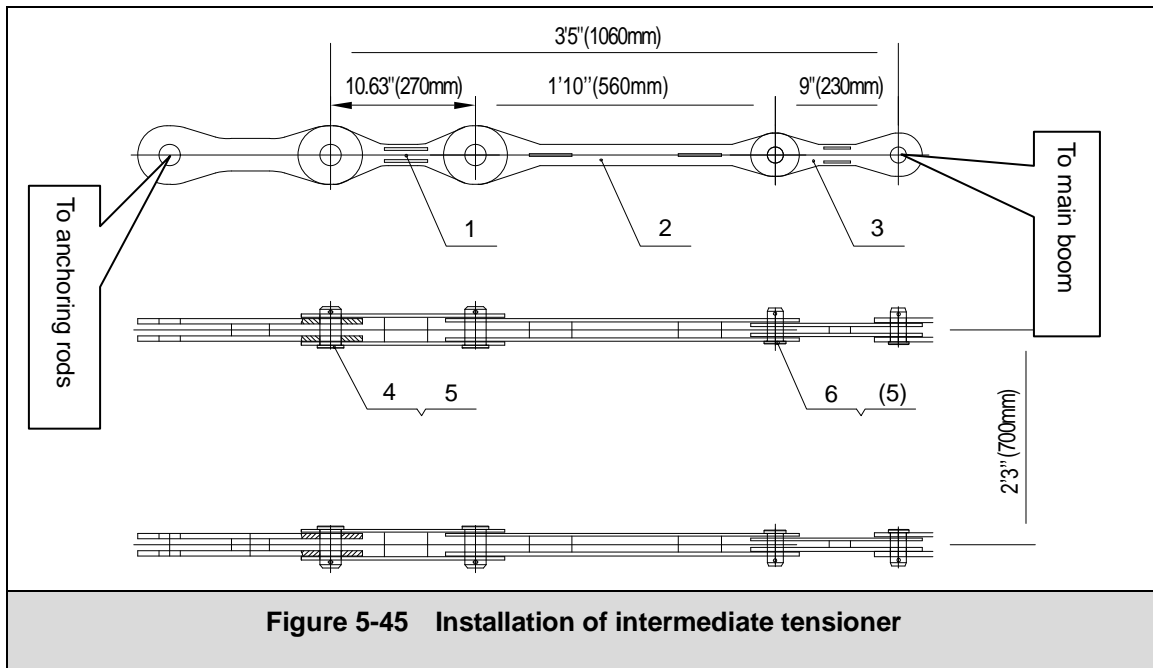 3'5"(1060mm)
10.63"(270mm)
1'10''(560mm)
9"(230mm)
To anchoring rods
To main boom
1
2
3
4 5
6 (5)
2'3''(700mm)
Figure 5-45 Installation of intermediate tensioner